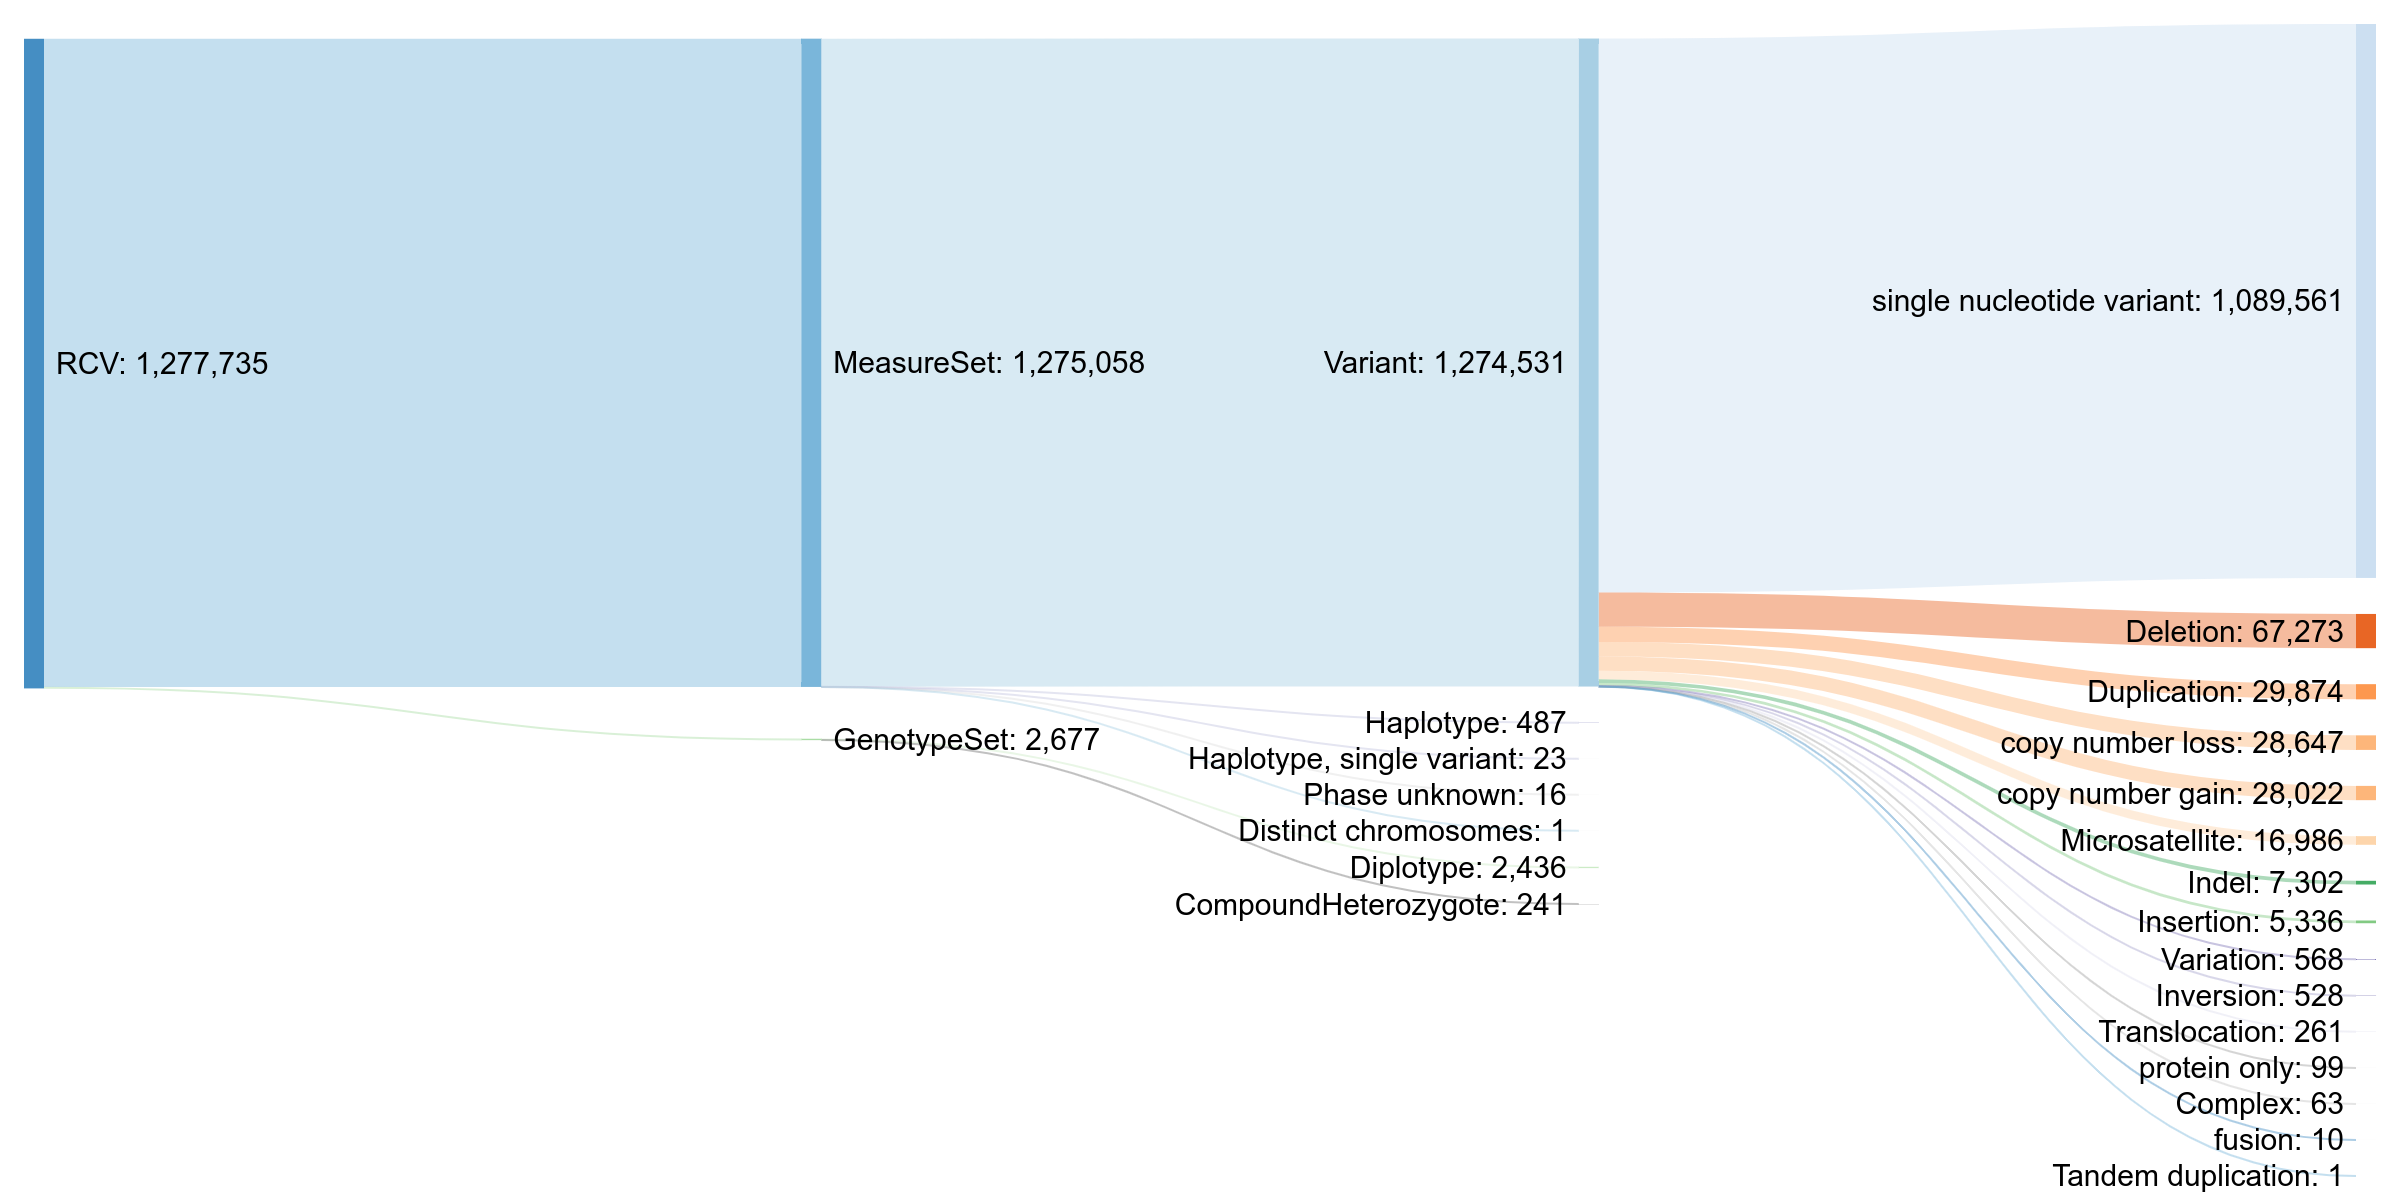 RCV: 1,277,735
MeasureSet: 1,275,058
GenotypeSet: 2,677
Variant: 1,274,531
Haplotype: 487
Haplotype, single variant: 23
Phase unknown: 16
Distinct chromosomes: 1
Diplotype: 2,436
CompoundHeterozygote: 241
single nucleotide variant: 1,089,561
Deletion: 67,273
Duplication: 29,874
copy number loss: 28,647
copy number gain: 28,022
Microsatellite: 16,986
Indel: 7,302
Insertion: 5,336
Variation: 568
Inversion: 528
Translocation: 261
protein only: 99
Complex: 63
fusion: 10
Tandem duplication: 1